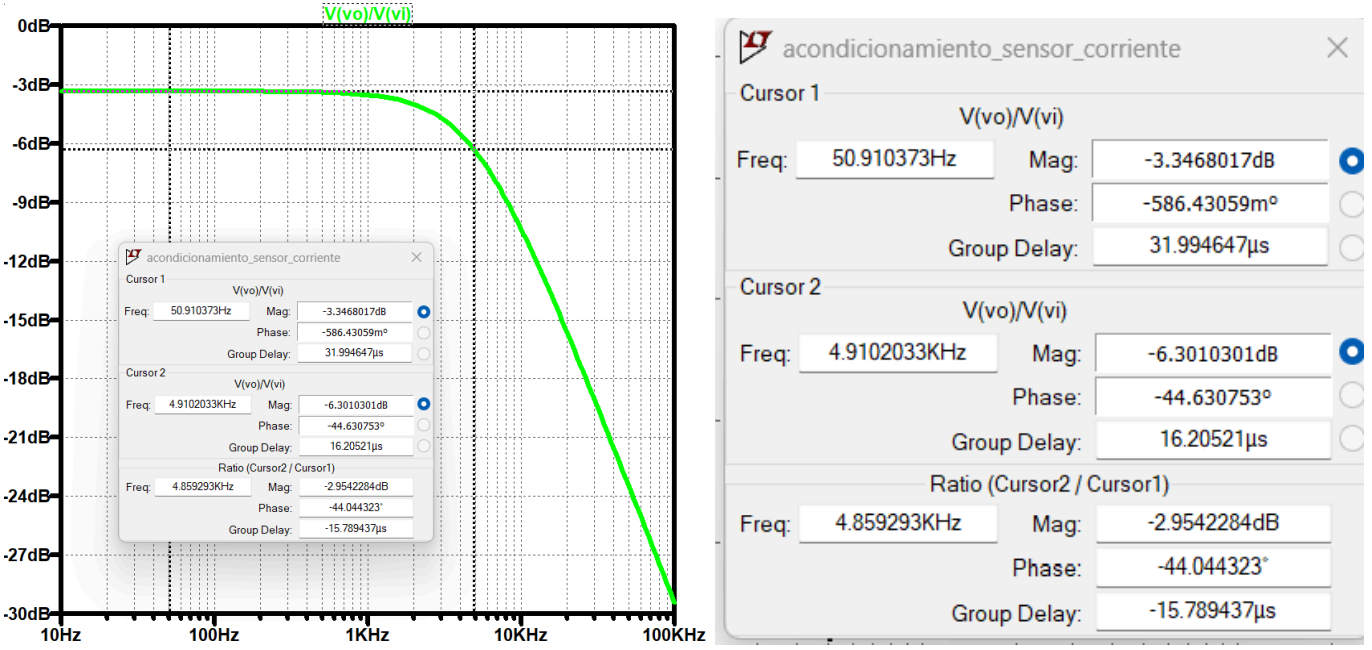 V(vo)/V(vi)
0dB
-3dB
-6dB
-9dB
-12dB
-15dB
-18dB
-21dB
-24dB
-27dB
-30dB
10Hz 100Hz 1KHz 10KHz 100KHz
acondicionamiento_sensor_corriente
Cursor 1
V(vo)/V(vi)
Freq: 50.910373Hz Mag: -3.3468017dB
Phase: -586.43059mº
Group Delay: 31.994647µs
Cursor 2
V(vo)/V(vi)
Freq: 4.9102033KHz Mag: -6.3010301dB
Phase: -44.630753º
Group Delay: 16.20521µs
Ratio (Cursor2 / Cursor1)
Freq: 4.859293KHz Mag: -2.9542284dB
Phase: -44.044323°
Group Delay: -15.789437µs
acondicionamiento_sensor_corriente
Cursor 1
V(vo)/V(vi)
Freq: 50.910373Hz Mag: -3.3468017dB
Phase: -586.43059mº
Group Delay: 31.994647µs
Cursor 2
V(vo)/V(vi)
Freq: 4.9102033KHz Mag: -6.3010301dB
Phase: -44.630753º
Group Delay: 16.20521µs
Ratio (Cursor2 / Cursor1)
Freq: 4.859293KHz Mag: -2.9542284dB
Phase: -44.044323°
Group Delay: -15.789437µs